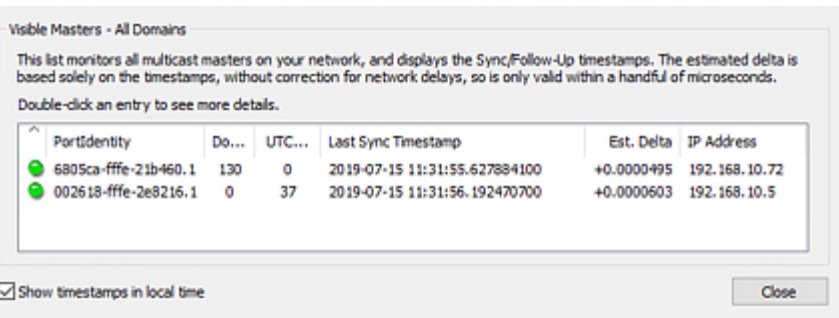 Visible Masters - All Domains
This list monitors all multicast masters on your network, and displays the Sync/Follow-Up timestamps. The estimated delta is
based solely on the timestamps, without correction for network delays, so is only valid within a handful of microseconds.
Double-click an entry to see more details.
PortIdentity Do... UTC... Last Sync Timestamp Est. Delta IP Address
6805ca-fffe-21b460.1 130 0 2019-07-15 11:31:55.627884100 +0.0000495 192.168.10.72
002618-fffe-2e8216.1 0 37 2019-07-15 11:31:56.192470700 +0.0000603 192.168.10.5
Show timestamps in local time Close